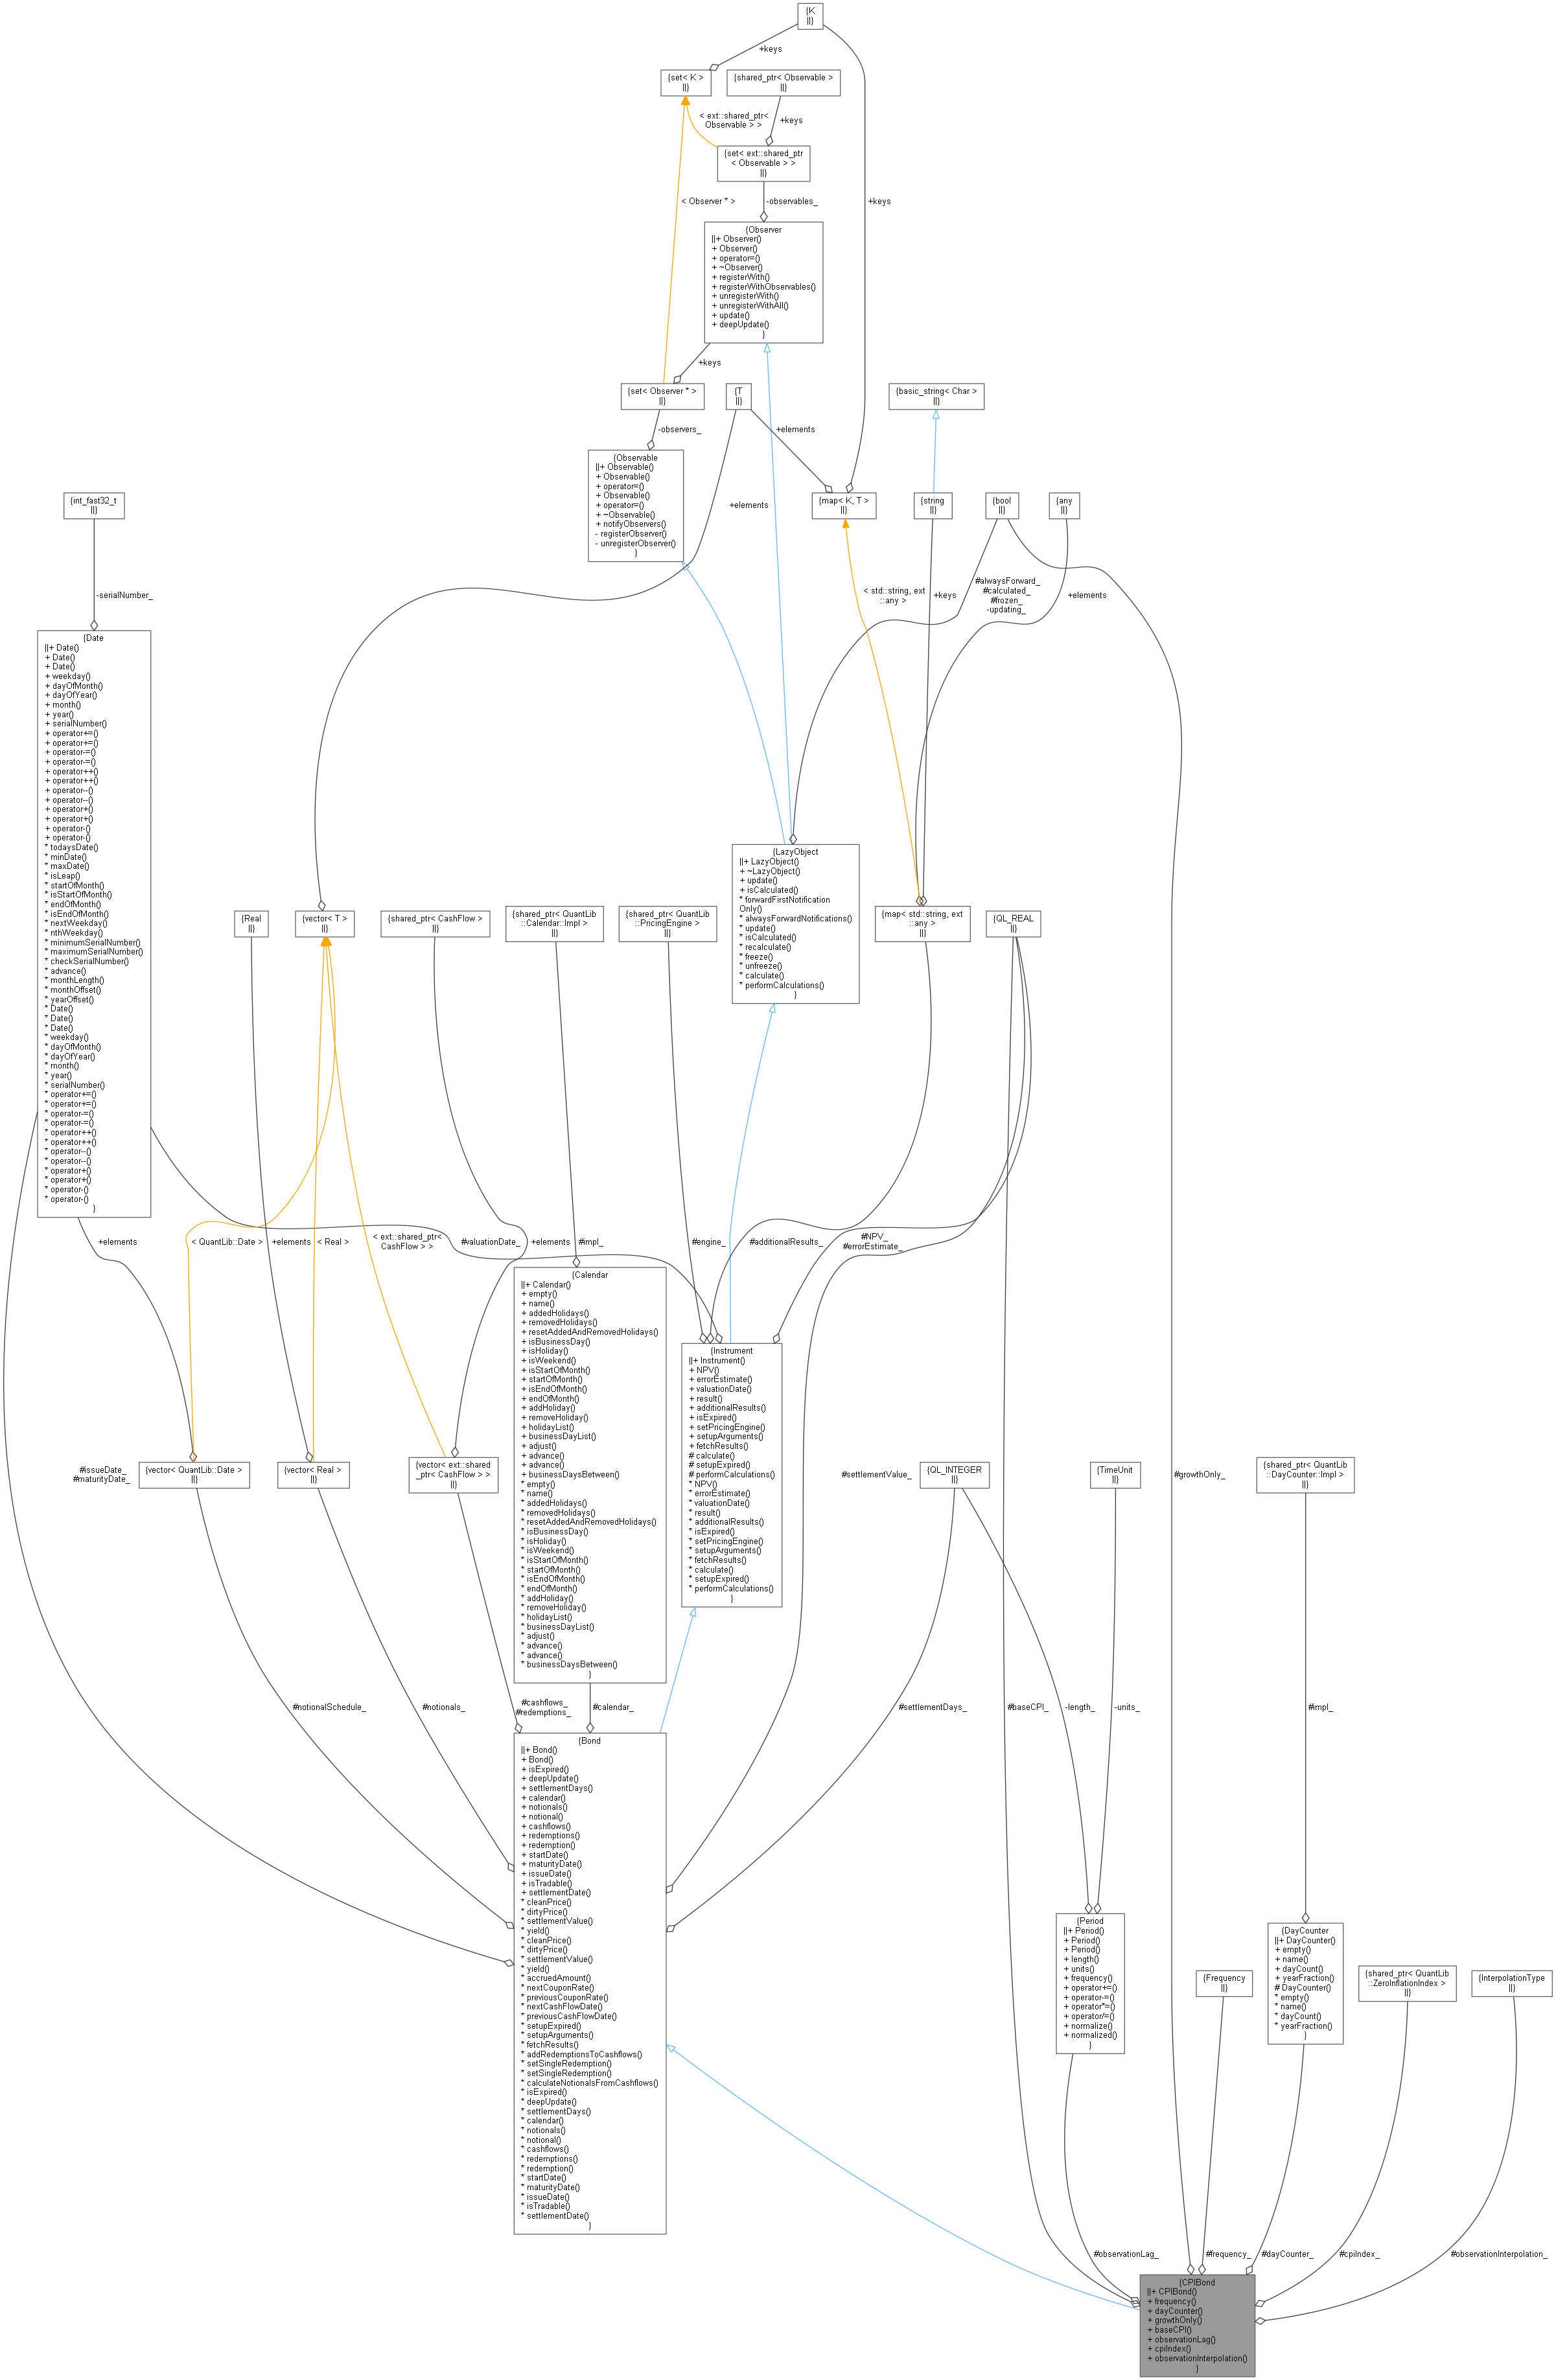 {K
||}
+keys
{set< K >
||}
{shared_ptr< Observable >
||}
< ext::shared_ptr<
Observable > >
+keys
{set< ext::shared_ptr
< Observable > >
||}
< Observer * >
-observables_
+keys
{Observer
||+ Observer()
+ Observer()
+ operator=()
+ ~Observer()
+ registerWith()
+ registerWithObservables()
+ unregisterWith()
+ unregisterWithAll()
+ update()
+ deepUpdate()
}
+keys
{set< Observer * >
||}
{T
||}
{basic_string< Char >
||}
-observers_
+elements
{Observable
||+ Observable()
+ Observable()
+ operator=()
+ Observable()
+ operator=()
+ ~Observable()
+ notifyObservers()
- registerObserver()
- unregisterObserver()
}
{int_fast32_t
||}
+elements
{map< K, T >
||}
{string
||}
{bool
||}
{any
||}
-serialNumber_
< std::string, ext
::any >
+keys
#alwaysForward_
#calculated_
#frozen_
-updating_
+elements
{Date
||+ Date()
+ Date()
+ Date()
+ weekday()
+ dayOfMonth()
+ dayOfYear()
+ month()
+ year()
+ serialNumber()
+ operator+=()
+ operator+=()
+ operator-=()
+ operator-=()
+ operator++()
+ operator++()
+ operator--()
+ operator--()
+ operator+()
+ operator+()
+ operator-()
+ operator-()
* todaysDate()
* minDate()
* maxDate()
* isLeap()
* startOfMonth()
* isStartOfMonth()
* endOfMonth()
* isEndOfMonth()
* nextWeekday()
* nthWeekday()
* minimumSerialNumber()
* maximumSerialNumber()
* checkSerialNumber()
* advance()
* monthLength()
* monthOffset()
* yearOffset()
* Date()
* Date()
* Date()
* weekday()
* dayOfMonth()
* dayOfYear()
* month()
* year()
* serialNumber()
* operator+=()
* operator+=()
* operator-=()
* operator-=()
* operator++()
* operator++()
* operator--()
* operator--()
* operator+()
* operator+()
* operator-()
* operator-()
}
{LazyObject
||+ LazyObject()
+ ~LazyObject()
+ update()
+ isCalculated()
* forwardFirstNotification
Only()
* alwaysForwardNotifications()
* update()
* isCalculated()
* recalculate()
* freeze()
* unfreeze()
* calculate()
* performCalculations()
}
{Real
||}
{vector< T >
||}
{shared_ptr< CashFlow >
||}
{shared_ptr< QuantLib
::Calendar::Impl >
||}
{shared_ptr< QuantLib
::PricingEngine >
||}
{map< std::string, ext
::any >
||}
{QL_REAL
||}
+elements
< QuantLib::Date >
+elements
< Real >
< ext::shared_ptr<
CashFlow > >
#valuationDate_
+elements
#impl_
#engine_
#additionalResults_
#NPV_
#errorEstimate_
{Calendar
||+ Calendar()
+ empty()
+ name()
+ addedHolidays()
+ removedHolidays()
+ resetAddedAndRemovedHolidays()
+ isBusinessDay()
+ isHoliday()
+ isWeekend()
+ isStartOfMonth()
+ startOfMonth()
+ isEndOfMonth()
+ endOfMonth()
+ addHoliday()
+ removeHoliday()
+ holidayList()
+ businessDayList()
+ adjust()
+ advance()
+ advance()
+ businessDaysBetween()
* empty()
* name()
* addedHolidays()
* removedHolidays()
* resetAddedAndRemovedHolidays()
* isBusinessDay()
* isHoliday()
* isWeekend()
* isStartOfMonth()
* startOfMonth()
* isEndOfMonth()
* endOfMonth()
* addHoliday()
* removeHoliday()
* holidayList()
* businessDayList()
* adjust()
* advance()
* advance()
* businessDaysBetween()
}
{Instrument
||+ Instrument()
+ NPV()
+ errorEstimate()
+ valuationDate()
+ result()
+ additionalResults()
+ isExpired()
+ setPricingEngine()
+ setupArguments()
+ fetchResults()
# calculate()
# setupExpired()
# performCalculations()
* NPV()
* errorEstimate()
* valuationDate()
* result()
* additionalResults()
* isExpired()
* setPricingEngine()
* setupArguments()
* fetchResults()
* calculate()
* setupExpired()
* performCalculations()
}
#issueDate_
#maturityDate_
{vector< QuantLib::Date >
||}
{vector< Real >
||}
{vector< ext::shared
_ptr< CashFlow > >
||}
#settlementValue_
{QL_INTEGER
||}
{TimeUnit
||}
#growthOnly_
{shared_ptr< QuantLib
::DayCounter::Impl >
||}
#notionalSchedule_
#notionals_
#cashflows_
#redemptions_
#calendar_
#settlementDays_
#baseCPI_
-length_
-units_
#impl_
{Bond
||+ Bond()
+ Bond()
+ isExpired()
+ deepUpdate()
+ settlementDays()
+ calendar()
+ notionals()
+ notional()
+ cashflows()
+ redemptions()
+ redemption()
+ startDate()
+ maturityDate()
+ issueDate()
+ isTradable()
+ settlementDate()
* cleanPrice()
* dirtyPrice()
* settlementValue()
* yield()
* cleanPrice()
* dirtyPrice()
* settlementValue()
* yield()
* accruedAmount()
* nextCouponRate()
* previousCouponRate()
* nextCashFlowDate()
* previousCashFlowDate()
* setupExpired()
* setupArguments()
* fetchResults()
* addRedemptionsToCashflows()
* setSingleRedemption()
* setSingleRedemption()
* calculateNotionalsFromCashflows()
* isExpired()
* deepUpdate()
* settlementDays()
* calendar()
* notionals()
* notional()
* cashflows()
* redemptions()
* redemption()
* startDate()
* maturityDate()
* issueDate()
* isTradable()
* settlementDate()
}
{Period
||+ Period()
+ Period()
+ Period()
+ length()
+ units()
+ frequency()
+ operator+=()
+ operator-=()
+ operator*=()
+ operator/=()
+ normalize()
+ normalized()
}
{Frequency
||}
{DayCounter
||+ DayCounter()
+ empty()
+ name()
+ dayCount()
+ yearFraction()
# DayCounter()
* empty()
* name()
* dayCount()
* yearFraction()
}
{shared_ptr< QuantLib
::ZeroInflationIndex >
||}
{InterpolationType
||}
#observationLag_
#frequency_
#dayCounter_
#cpiIndex_
#observationInterpolation_
{CPIBond
||+ CPIBond()
+ frequency()
+ dayCounter()
+ growthOnly()
+ baseCPI()
+ observationLag()
+ cpiIndex()
+ observationInterpolation()
}